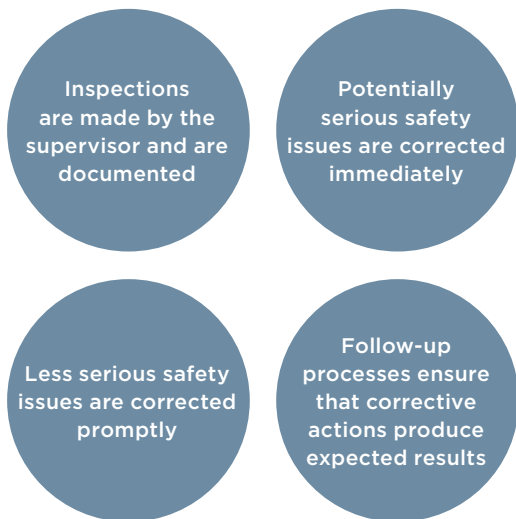 Inspections
are made by the
supervisor and are
documented
Potentially
serious safety
issues are corrected
immediately
Less serious safety
issues are corrected
promptly
Follow-up
processes ensure
that corrective
actions produce
expected results